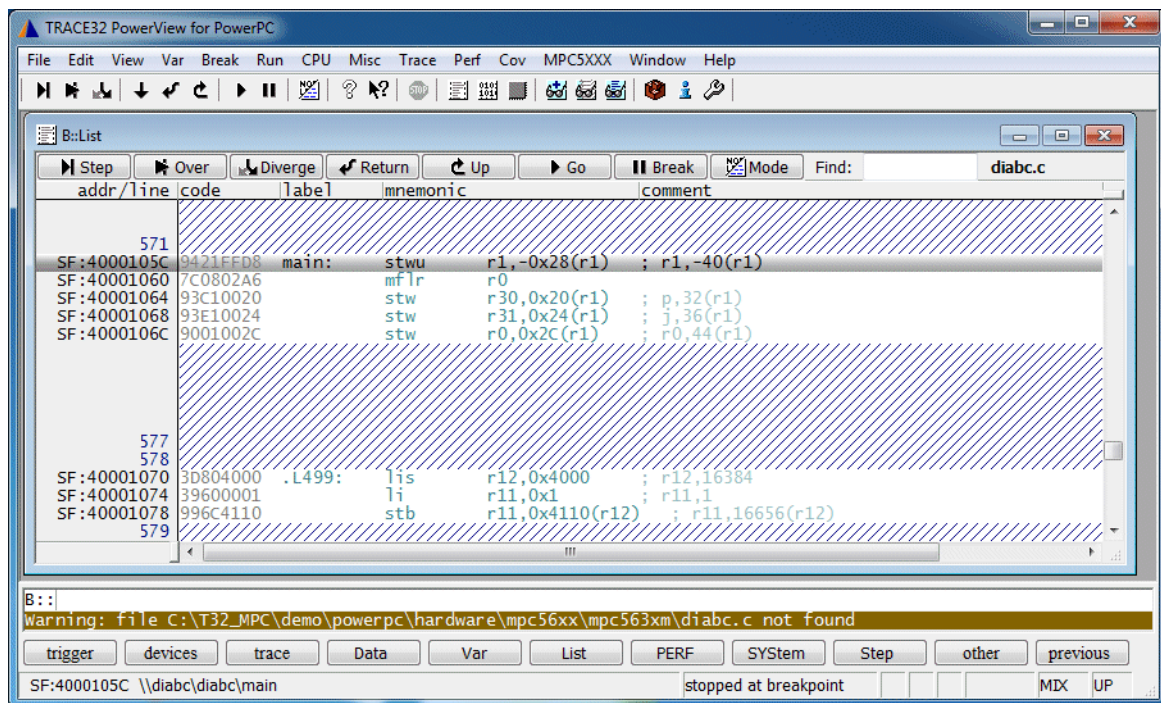 TRACE32 PowerView for PowerPC
File Edit View Var Break Run CPU Misc Trace Perf Cov MPC5XXX Window Help
B::List
Step Over Diverge Return Up Go Break Mode Find: diabc.c
addr/line code label mnemonic comment
571
SF:4000105C 9421FFD8 main: stwu r1,-0x28(r1) ; r1,-40(r1)
SF:40001060 7C0802A6 mflr r0
SF:40001064 93C10020 stw r30,0x20(r1) ; p,32(r1)
SF:40001068 93E10024 stw r31,0x24(r1) ; j,36(r1)
SF:4000106C 9001002C stw r0,0x2C(r1) ; r0,44(r1)
577
578
SF:40001070 3D804000 .L499: lis r12,0x4000 ; r12,16384
SF:40001074 39600001 li r11,0x1 ; r11,1
SF:40001078 996C4110 stb r11,0x4110(r12) ; r11,16656(r12)
579
B::
Warning: file C:\T32_MPC\demo\powerpc\hardware\mpc56xx\mpc563xm\diabc.c not found
trigger devices trace Data Var List PERF SYStem Step other previous
SF:4000105C \\diabc\diabc\main stopped at breakpoint MIX UP